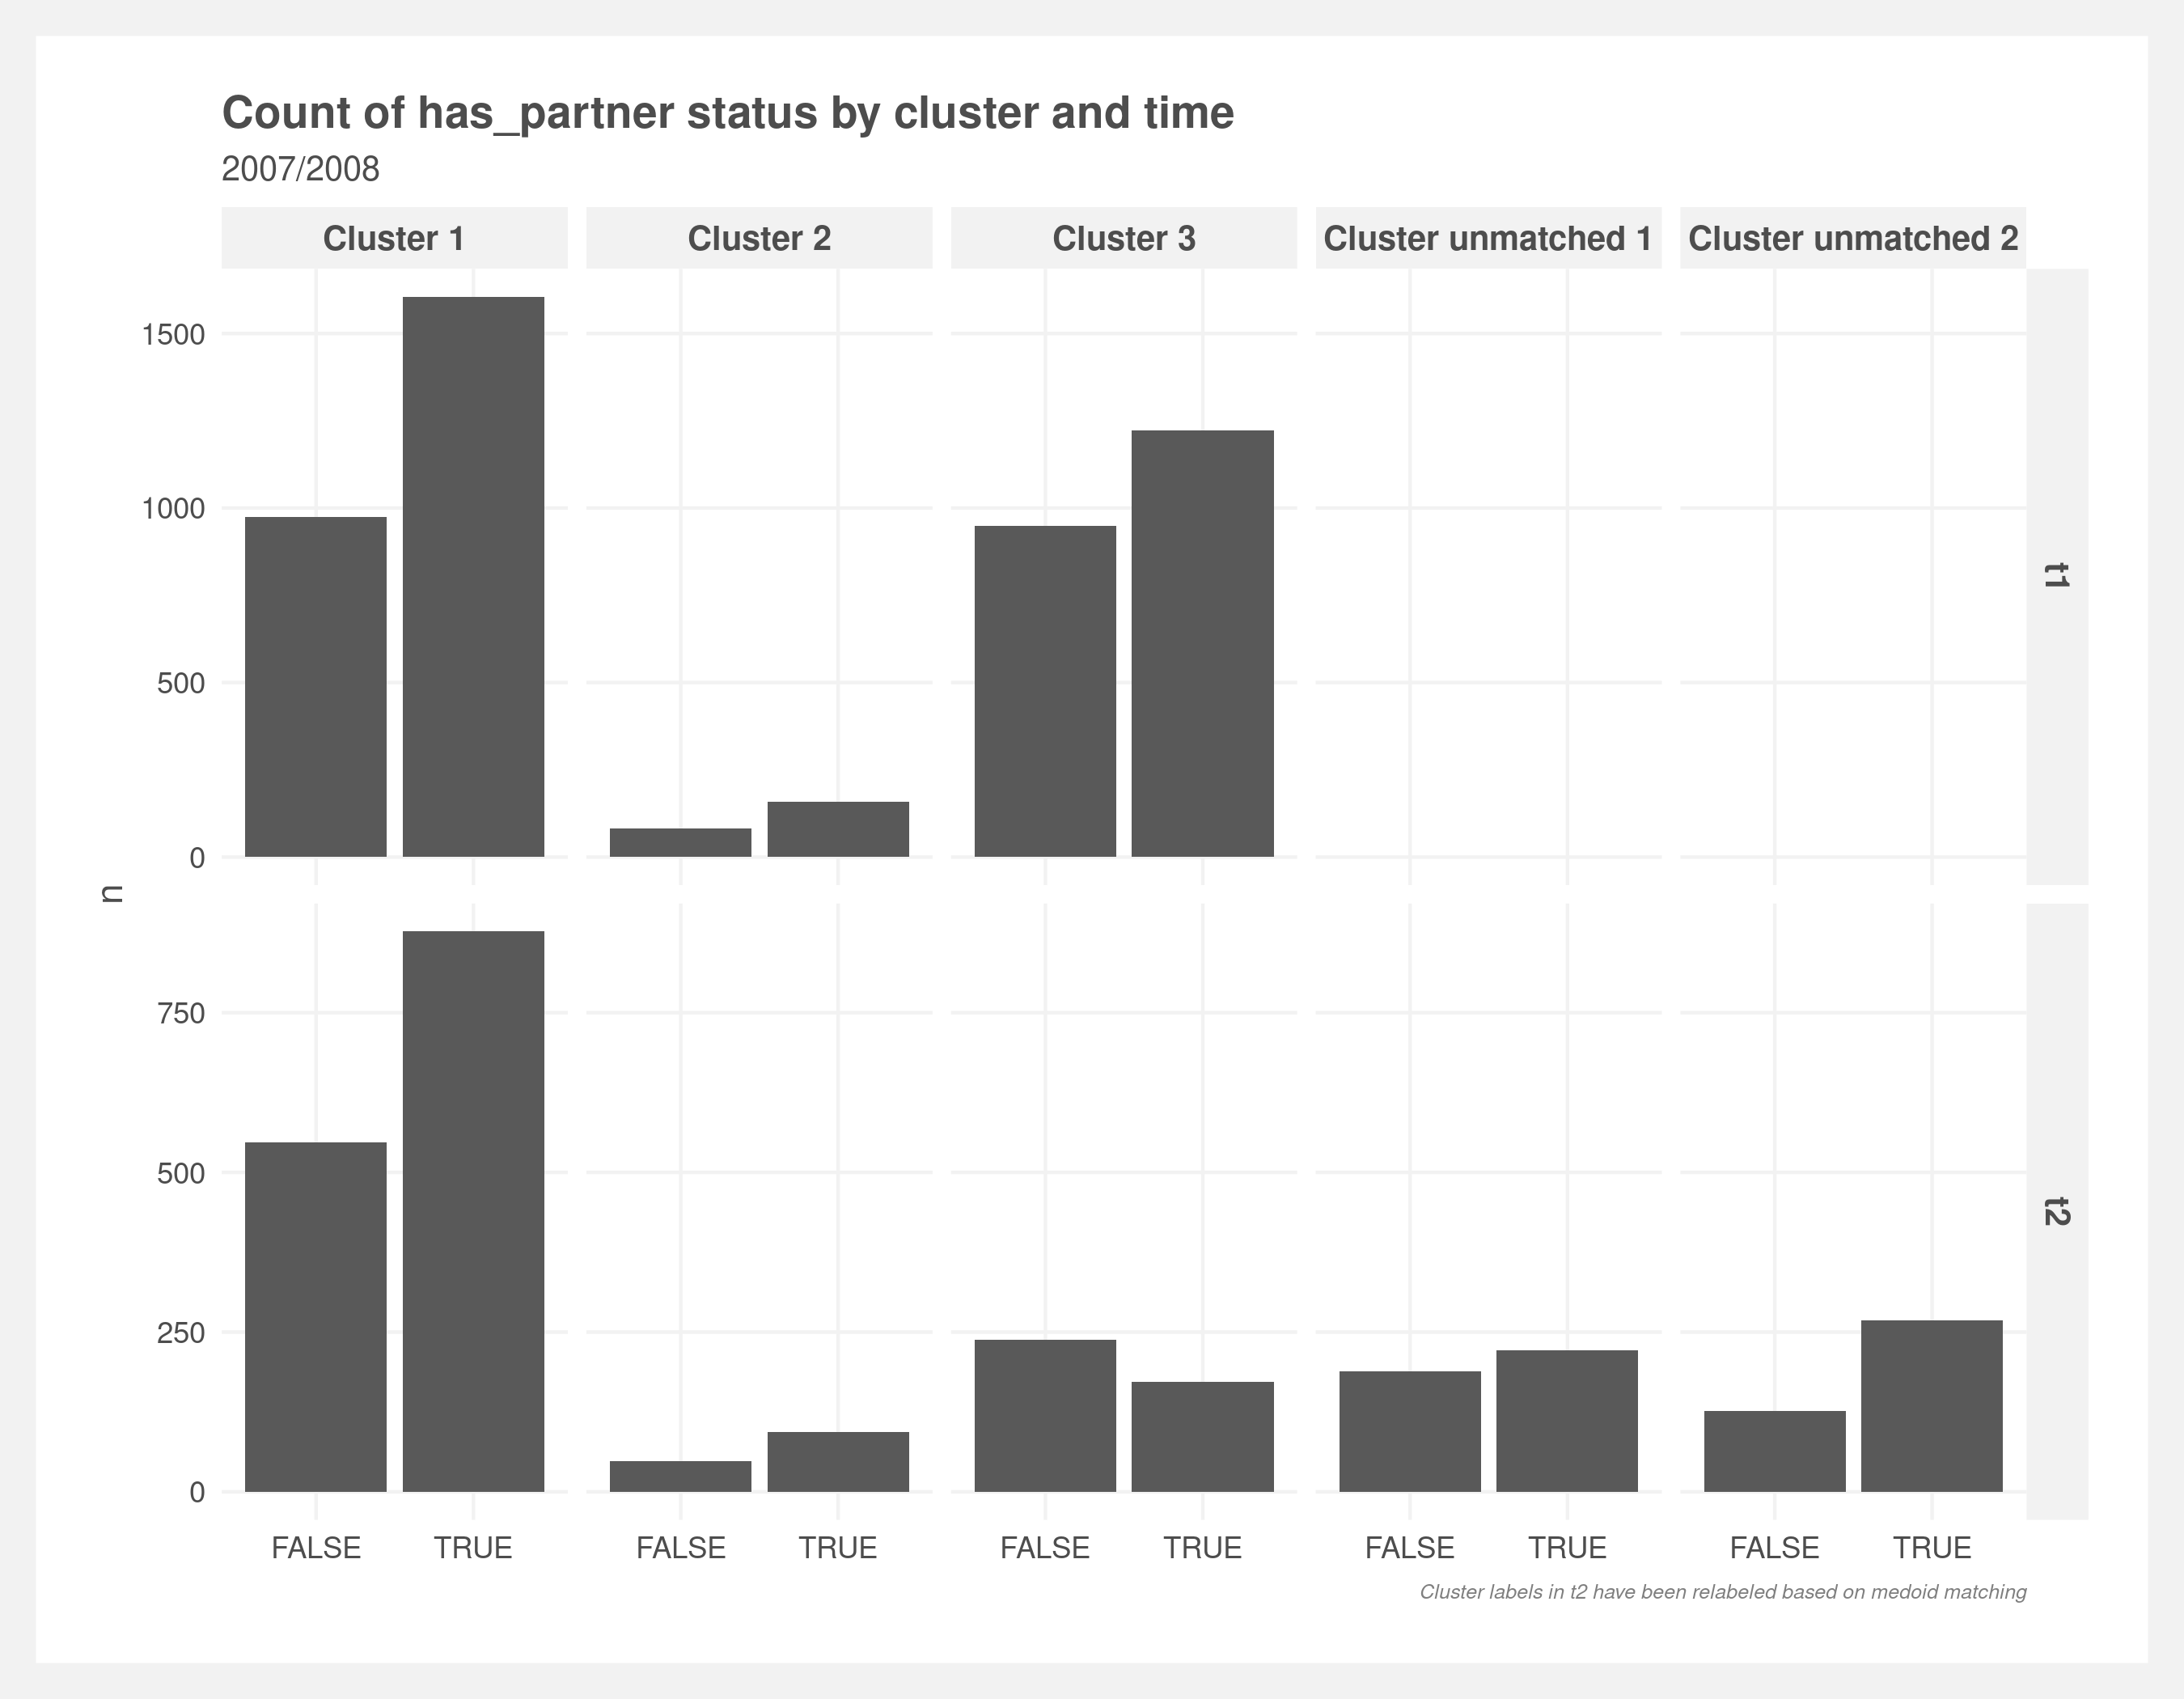 Count of has_partner status by cluster and time
2007/2008
Cluster 1
Cluster 2
Cluster 3
Cluster unmatched 1
Cluster unmatched 2
1500
1000
500
0
t1
n
750
500
250
0
t2
FALSE
TRUE
FALSE
TRUE
FALSE
TRUE
FALSE
TRUE
FALSE
TRUE
Cluster labels in t2 have been relabeled based on medoid matching